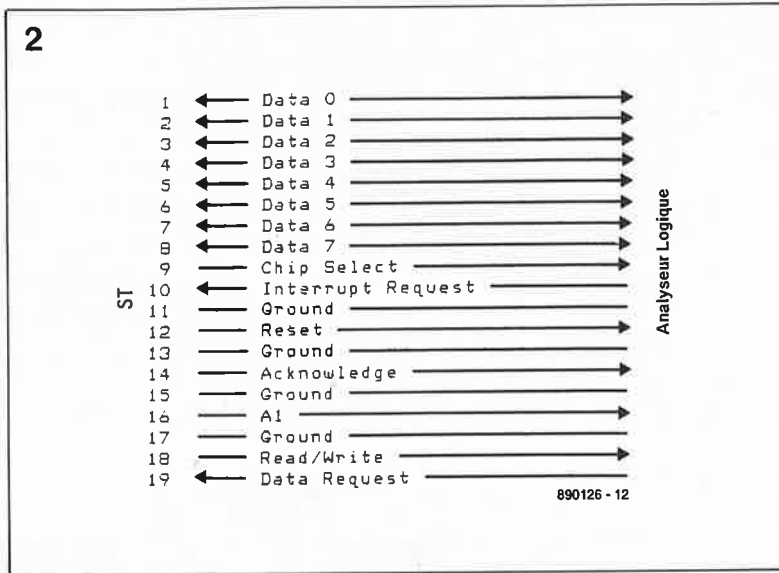 2
1 Data 0
2 Data 1
3 Data 2
4 Data 3
5 Data 4
6 Data 5
7 Data 6
8 Data 7
9 Chip Select
10 Interrupt Request
11 Ground
12 Reset
13 Ground
14 Acknowledge
15 Ground
16 A1
17 Ground
18 Read/Write
19 Data Request
ST
Analyseur Logique
890126 - 12